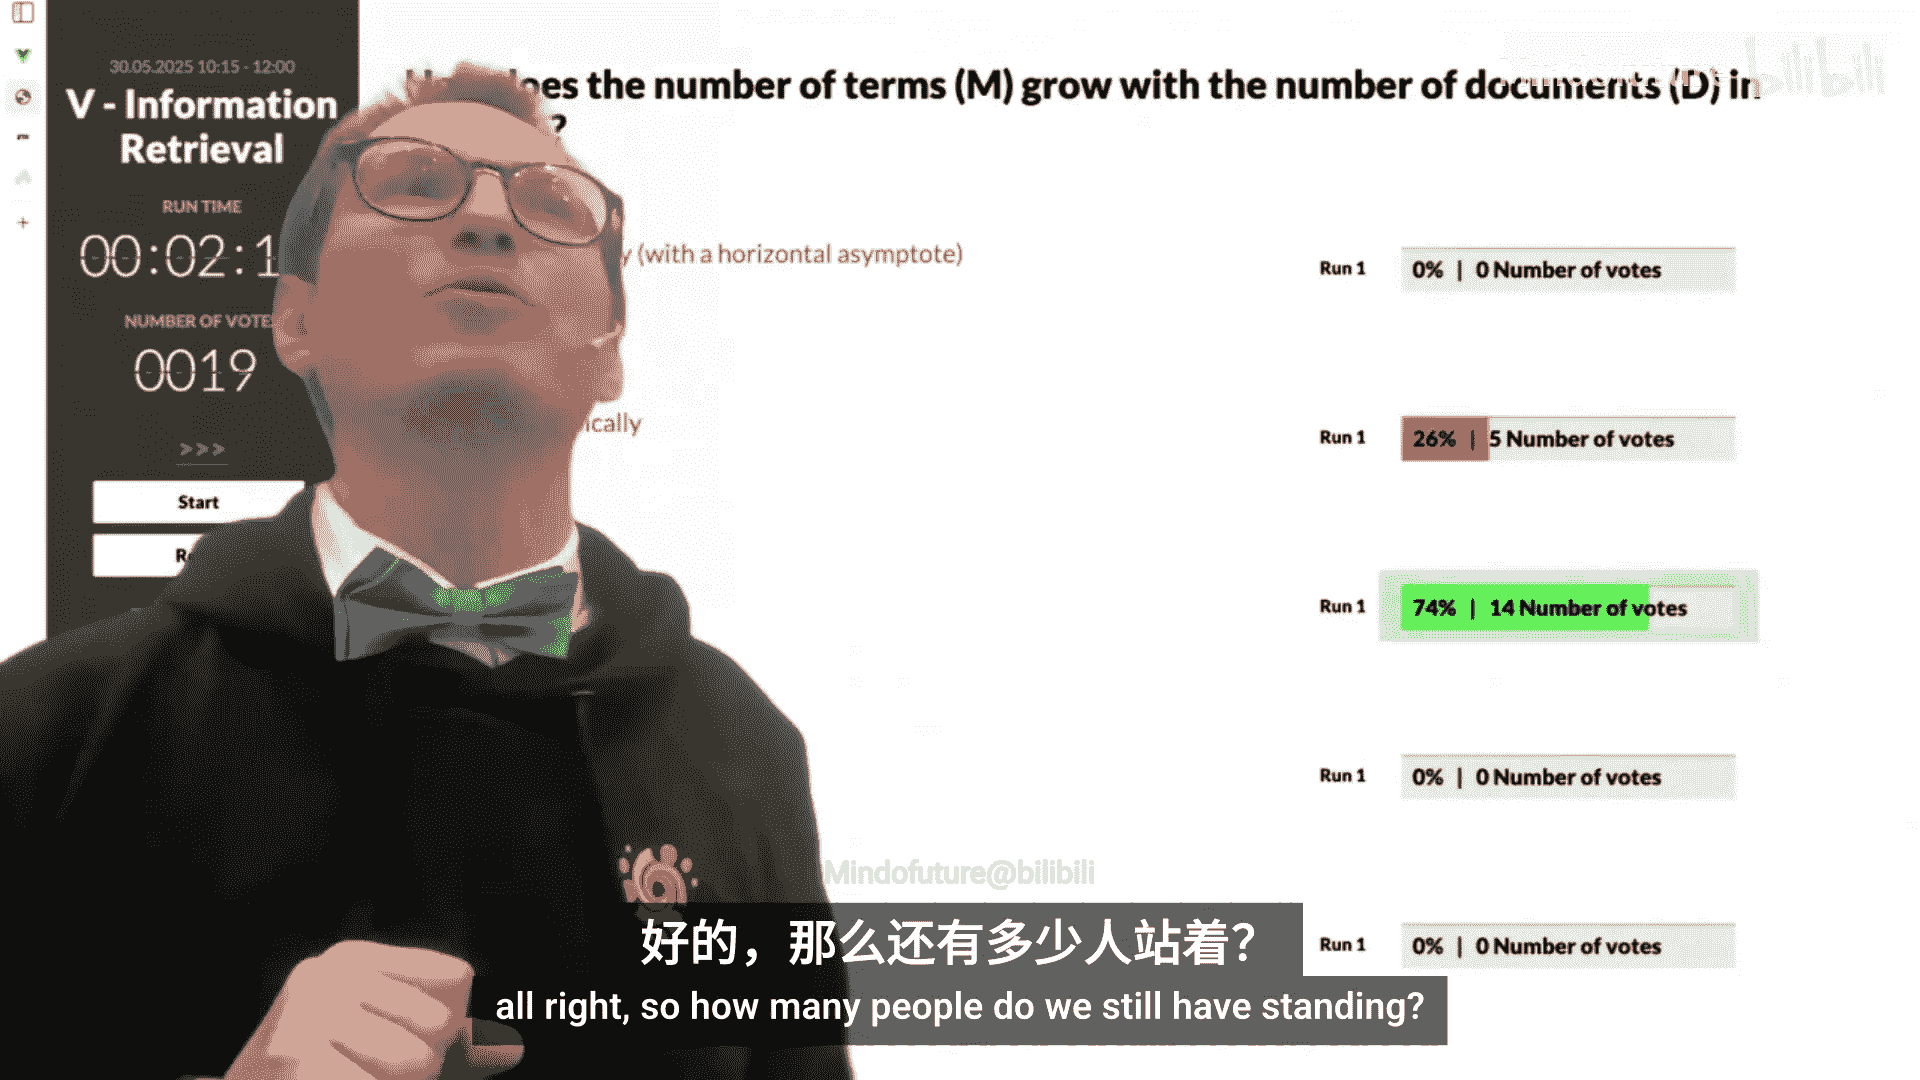 30.05.2025 10:15 - 12:00
V - Information
Retrieval
RUN TIME
00:02:1
NUMBER OF VOTE
0019
>>>
Start
the number of terms (M) grow with the number of documents (D) in
?
(with a horizontal asymptote)
Run 1 0% | 0 Number of votes
Run 1 26% | 5 Number of votes
Run 1 74% | 14 Number of votes
Run 1 0% | 0 Number of votes
Run 1 0% | 0 Number of votes
bilibili
Mindofuture@bilibili
好的，那么还有多少人站着？
all right, so how many people do we still have standing?